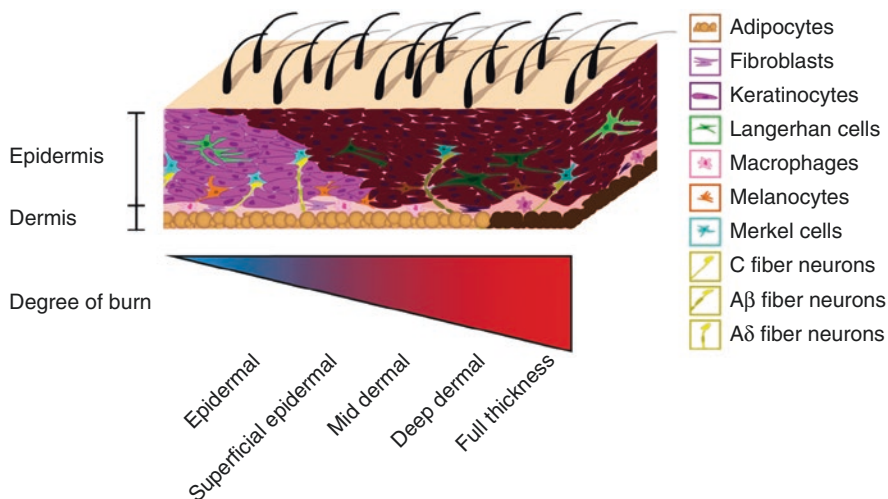 Epidermis
Dermis
Degree of burn
Epidermal
Superficial epidermal
Mid dermal
Deep dermal
Full thickness
Adipocytes
Fibroblasts
Keratinocytes
Langerhan cells
Macrophages
Melanocytes
Merkel cells
C fiber neurons
Aβ fiber neurons
Aδ fiber neurons